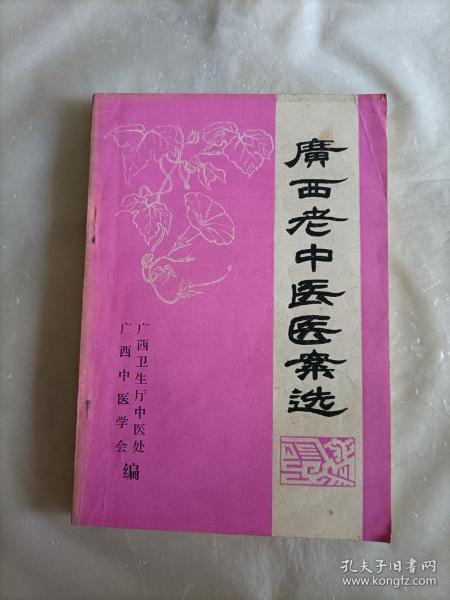 廣西老中医医案选
广西卫生厅中医处
广西中医学会
编
孔夫子旧书网
www.kongfz.com